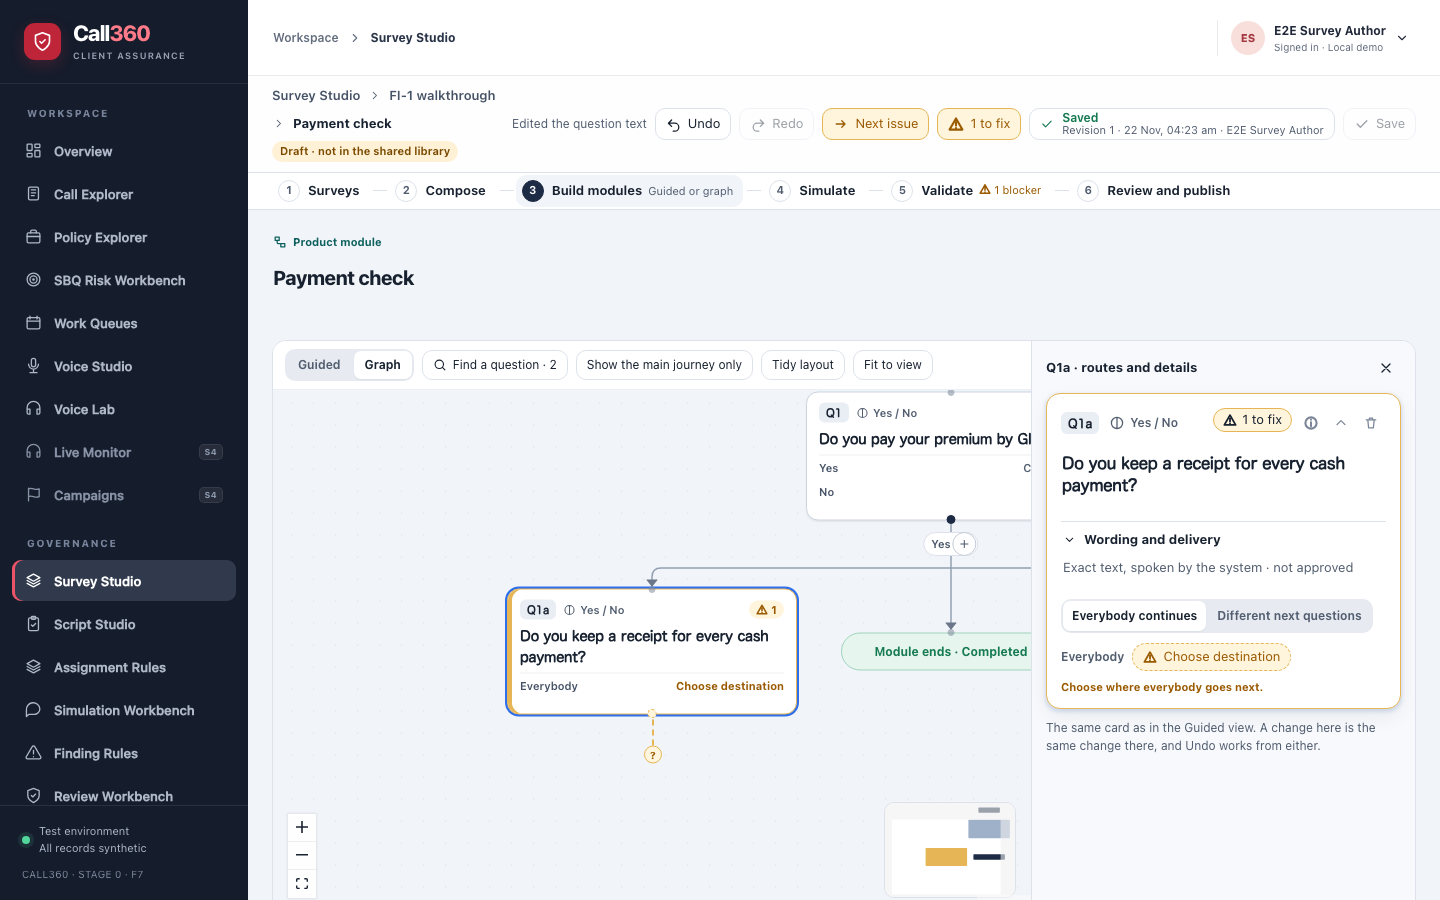 Call360
CLIENT ASSURANCE
WORKSPACE
Overview
Call Explorer
Policy Explorer
SBQ Risk Workbench
Work Queues
Voice Studio
Voice Lab
Live Monitor S4
Campaigns S4
GOVERNANCE
Survey Studio
Script Studio
Assignment Rules
Simulation Workbench
Finding Rules
Review Workbench
Test environment
All records synthetic
CALL360 · STAGE 0 · F7
Workspace Survey Studio
ES
E2E Survey Author
Signed in · Local demo
Survey Studio FI-1 walkthrough
Payment check
Draft · not in the shared library
Edited the question text
Undo
Redo
Next issue
1 to fix
Saved
Revision 1 · 22 Nov, 04:23 am · E2E Survey Author
Save
1 Surveys
2 Compose
3 Build modules Guided or graph
4 Simulate
5 Validate 1 blocker
6 Review and publish
Product module
Payment check
Guided
Graph
Find a question · 2
Show the main journey only
Tidy layout
Fit to view
Q1 Yes / No
Do you pay your premium by
Yes
No
Yes
Q1a Yes / No 1
Do you keep a receipt for every cash
payment?
Everybody Choose destination
?
Module ends · Completed
Q1a · routes and details
Q1a Yes / No 1 to fix
Do you keep a receipt for every cash
payment?
Wording and delivery
Exact text, spoken by the system · not approved
Everybody continues
Different next questions
Everybody Choose destination
Choose where everybody goes next.
The same card as in the Guided view. A change here is the
same change there, and Undo works from either.